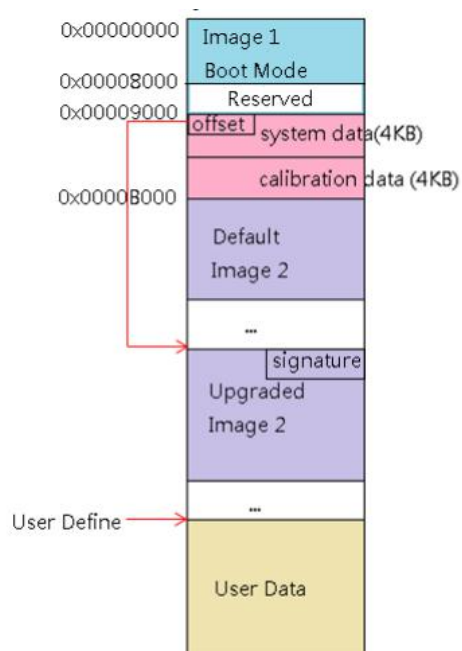 0x00000000
Image 1
Boot Mode
0x00008000
Reserved
0x00009000
offset
system data(4KB)
calibration data (4KB)
0x0000B000
Default
Image 2
...
signature
Upgraded
Image 2
...
User Define
User Data